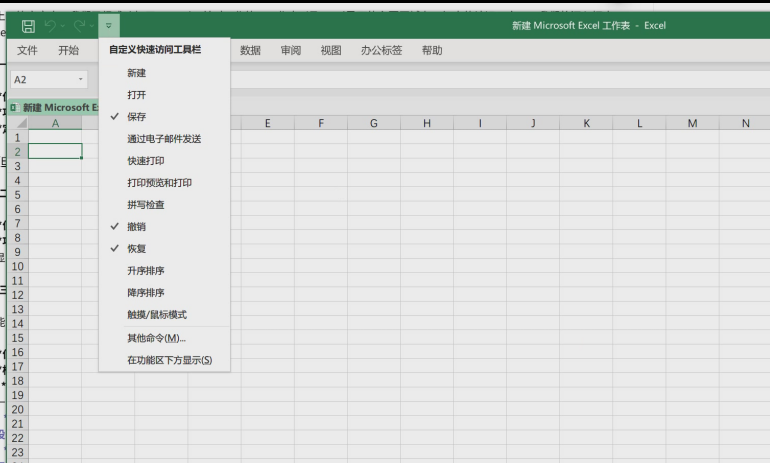 新建 Microsoft Excel 工作表 - Excel
文件 开始 数据 审阅 视图 办公标签 帮助
自定义快速访问工具栏
新建
打开
保存
通过电子邮件发送
快速打印
打印预览和打印
拼写检查
撤销
恢复
升序排序
降序排序
触摸/鼠标模式
其他命令(M)...
在功能区下方显示(S)
A2
新建 Microsoft E
A E F G H I J K L M N
1
2
3
4
5
6
7
8
9
10
11
12
13
14
15
16
17
18
19
20
21
22
23